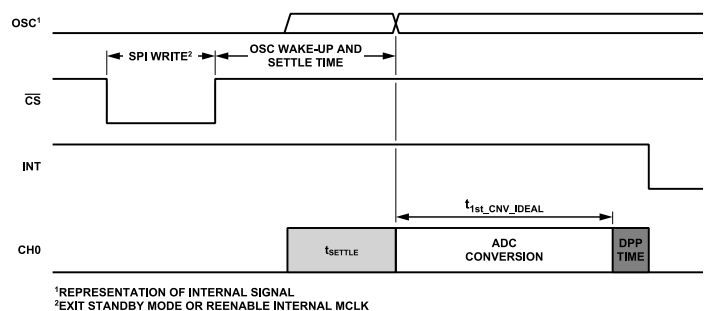 OSC¹
SPI WRITE²
OSC WAKE-UP AND
SETTLE TIME
CS
INT
t1st_CNV_IDEAL
CH0
tSETTLE
ADC
CONVERSION
DPP
TIME
¹REPRESENTATION OF INTERNAL SIGNAL
²EXIT STANDBY MODE OR REENABLE INTERNAL MCLK